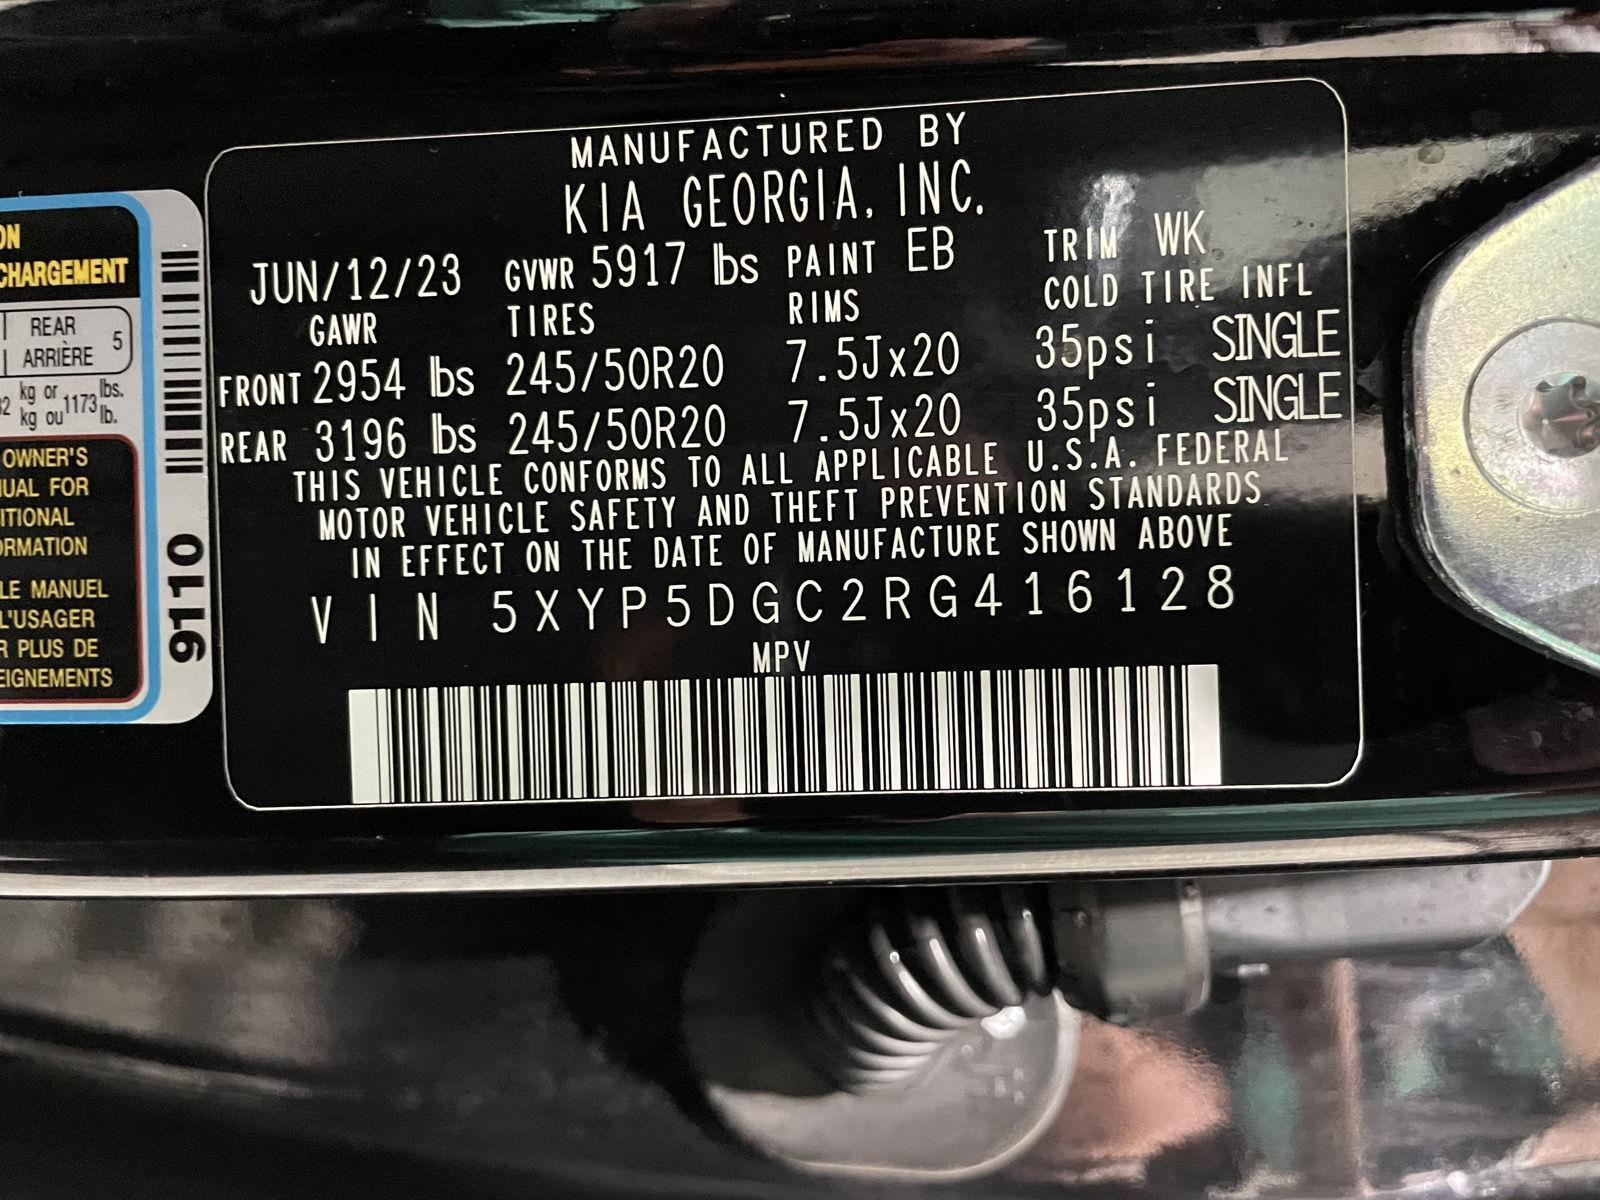 MANUFACTURED BY
KIA GEORGIA, INC.
JUN/12/23 GVWR 5917 lbs PAINT EB TRIM WK
GAWR TIRES RIMS COLD TIRE INFL
FRONT 2954 lbs 245/50R20 7.5Jx20 35psi SINGLE
REAR 3196 lbs 245/50R20 7.5Jx20 35psi SINGLE
THIS VEHICLE CONFORMS TO ALL APPLICABLE U.S.A. FEDERAL
MOTOR VEHICLE SAFETY AND THEFT PREVENTION STANDARDS
IN EFFECT ON THE DATE OF MANUFACTURE SHOWN ABOVE
VIN 5XYP5DGC2RG416128
MPV
CHARGEMENT
REAR 5
ARRIÈRE
kg or 1173 lbs.
kg ou lb.
OWNER'S
FOR
LE MANUEL
L'USAGER
PLUS DE
9110